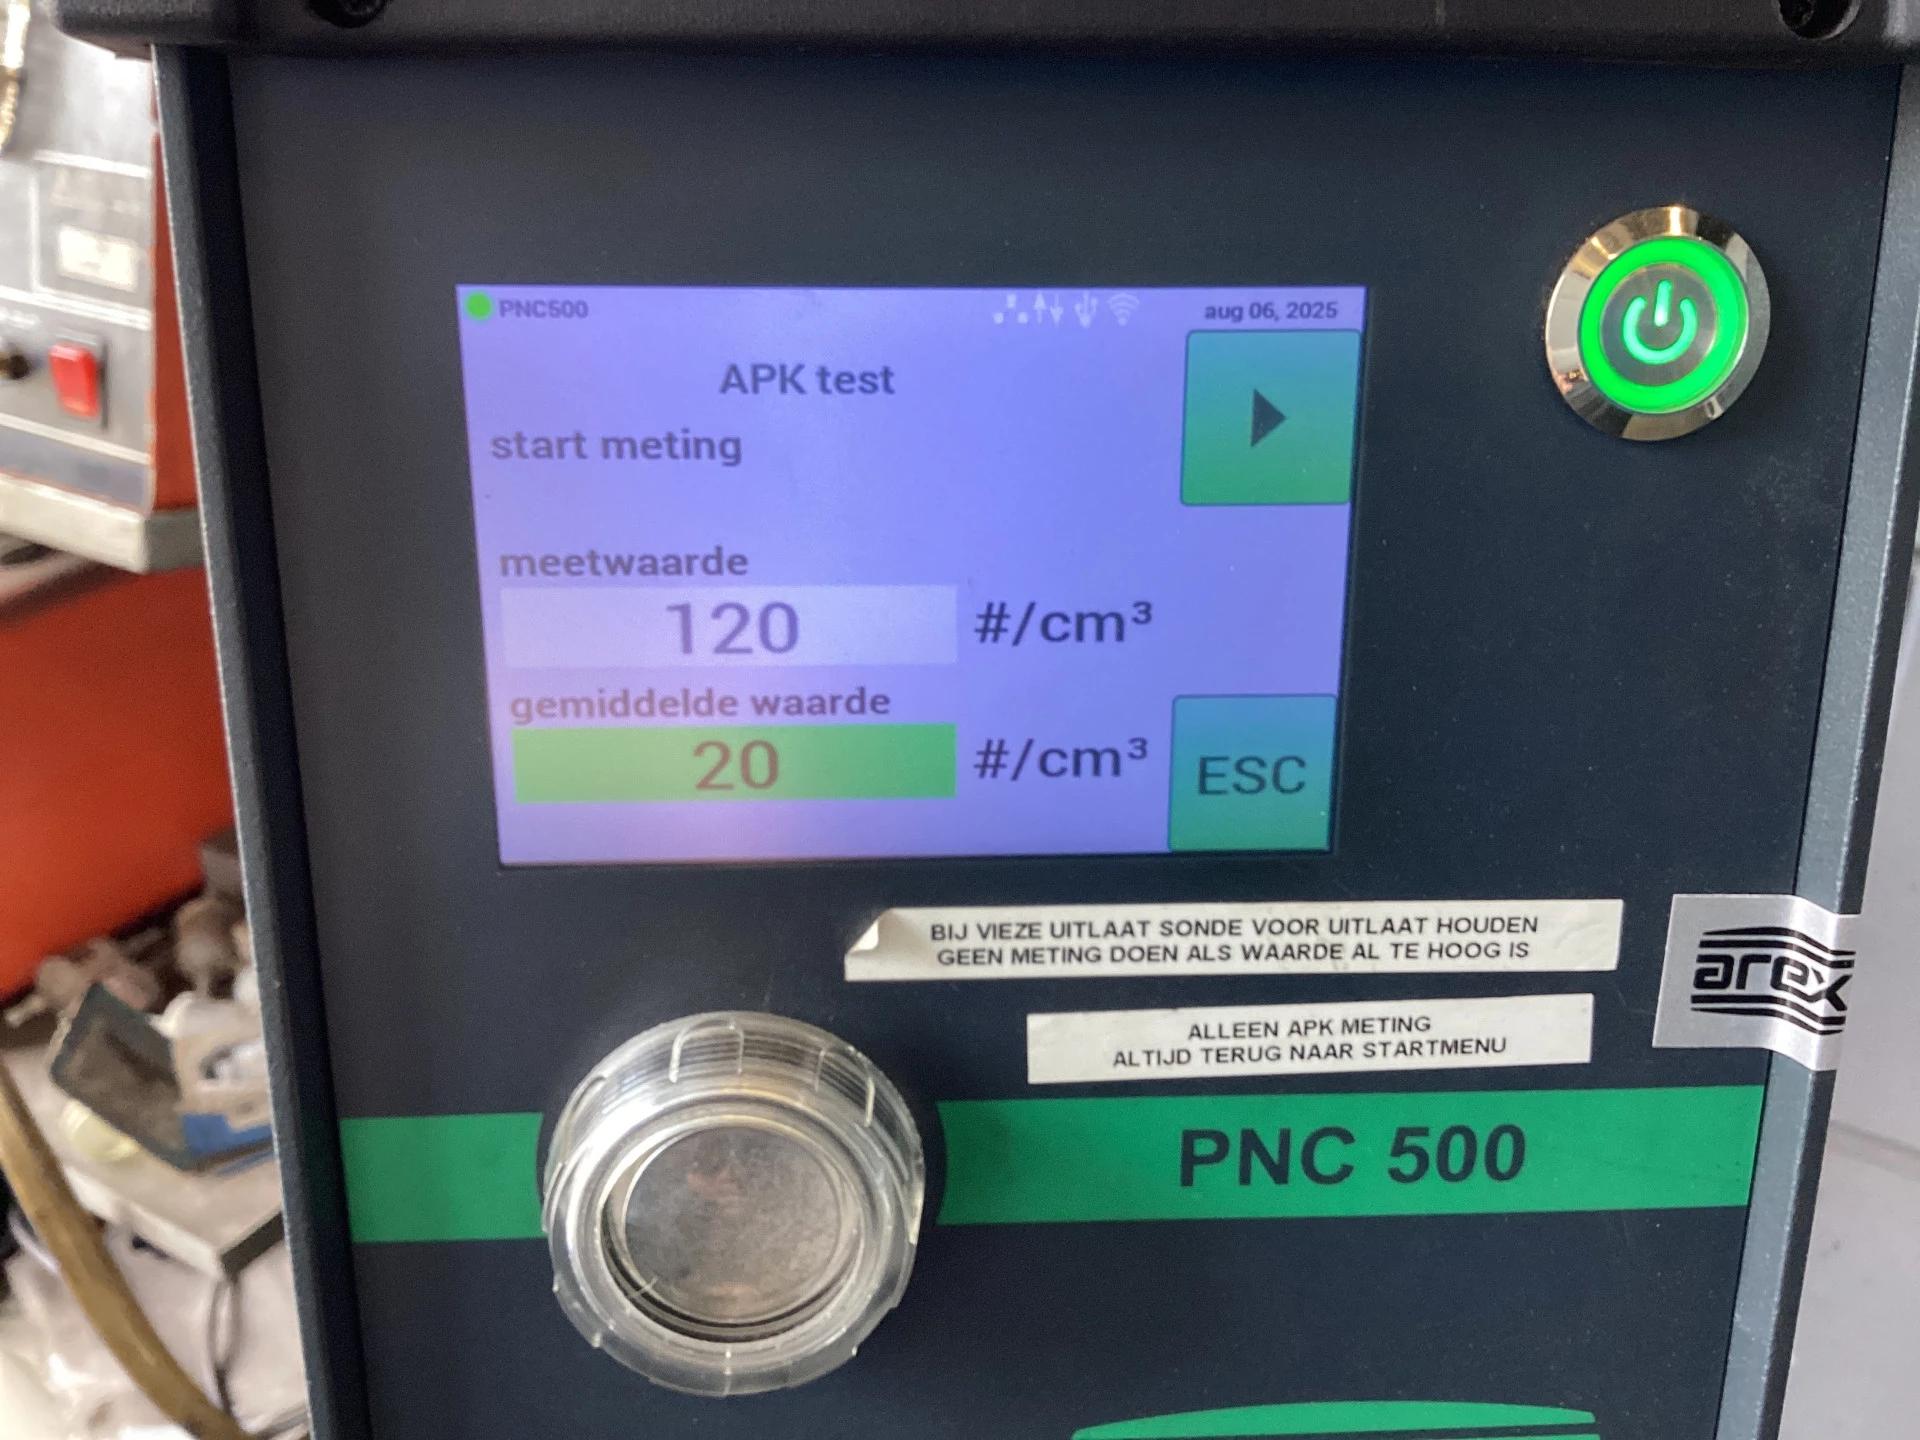 PNC500
aug 06, 2025
APK test
start meting
meetwaarde
120 #/cm³
gemiddelde waarde
20 #/cm³
ESC
BIJ VIEZE UITLAAT SONDE VOOR UITLAAT HOUDEN
GEEN METING DOEN ALS WAARDE AL TE HOOG IS
arex
ALLEEN APK METING
ALTIJD TERUG NAAR STARTMENU
PNC 500